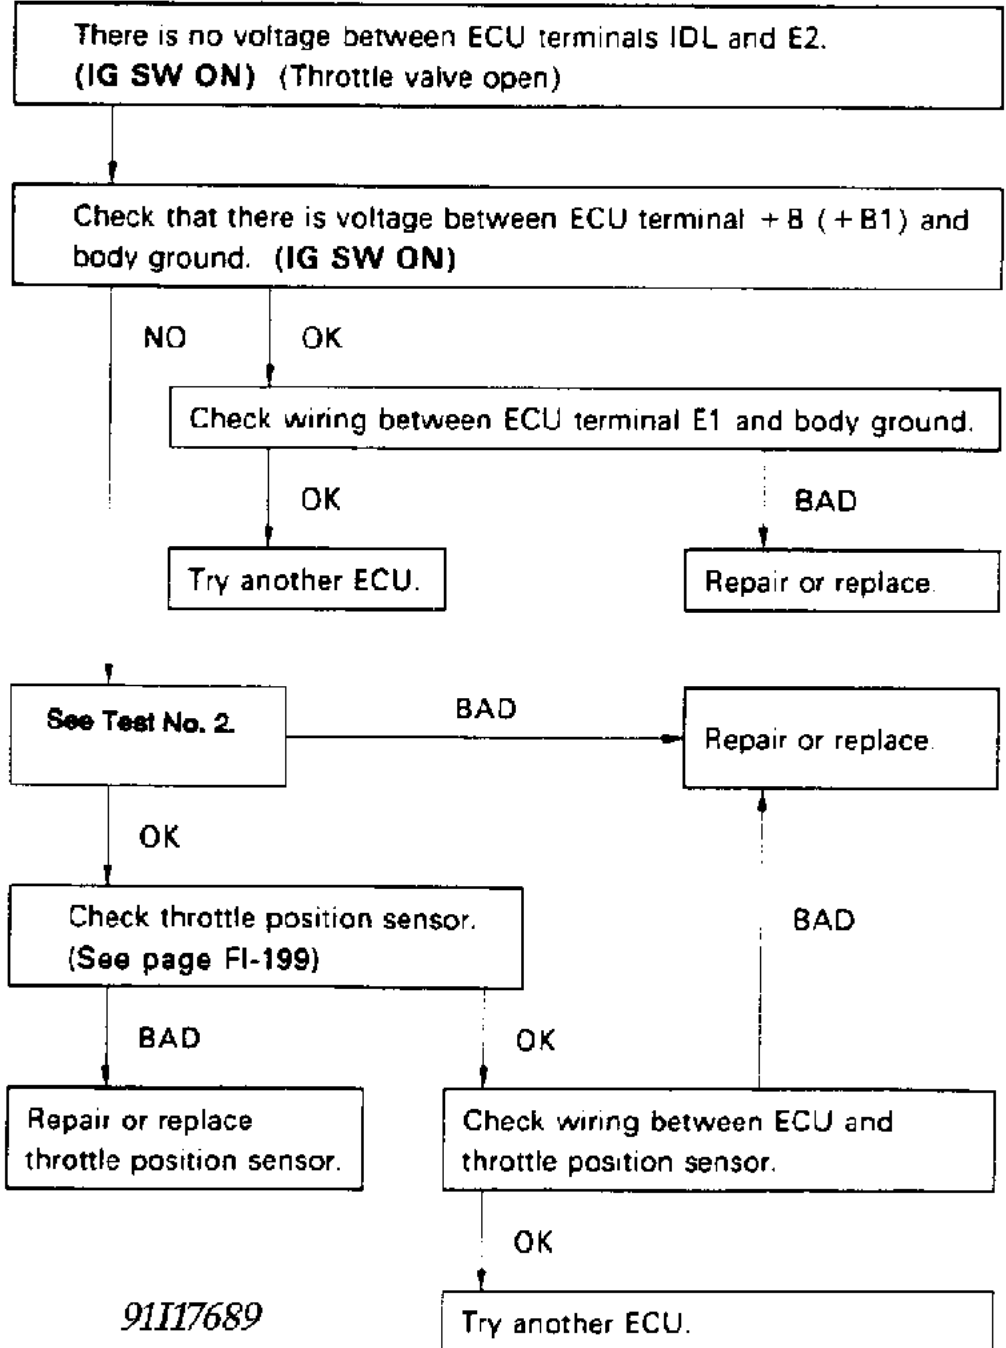 There is no voltage between ECU terminals IDL and E2.
(IG SW ON) (Throttle valve open)
Check that there is voltage between ECU terminal +B (+B1) and
body ground. (IG SW ON)
NO
OK
Check wiring between ECU terminal E1 and body ground.
OK
BAD
Try another ECU.
Repair or replace.
See Test No. 2.
BAD
Repair or replace.
OK
Check throttle position sensor.
(See page FI-199)
BAD
BAD
OK
Repair or replace
throttle position sensor.
Check wiring between ECU and
throttle position sensor.
OK
Try another ECU.
91I17689